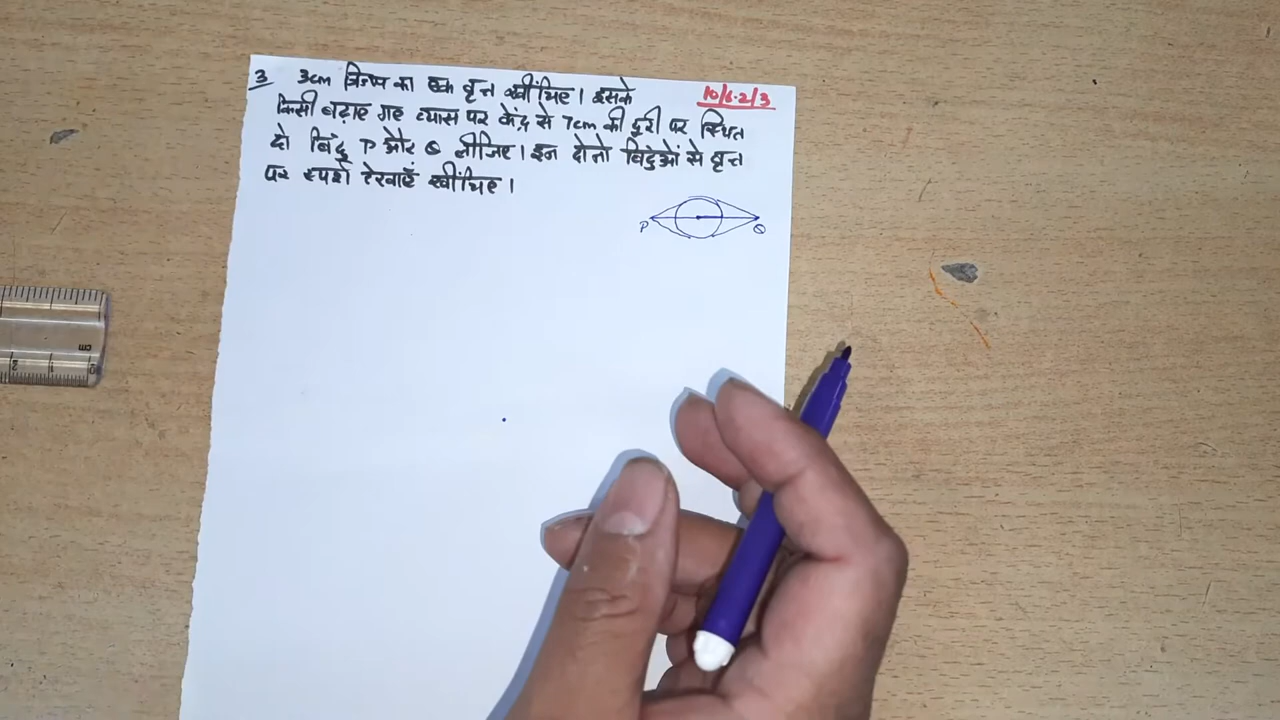 3 3cm त्रिज्या का एक वृत्त खींचिए। इसके
10/6.2/3
किसी बढ़ाए गए व्यास पर केंद्र से 7cm की दूरी पर स्थित
दो बिंदु P और Q लीजिए। इन दोनो बिंदुओं से वृत्त
पर स्पर्श रेखाएँ खींचिए।
P Q